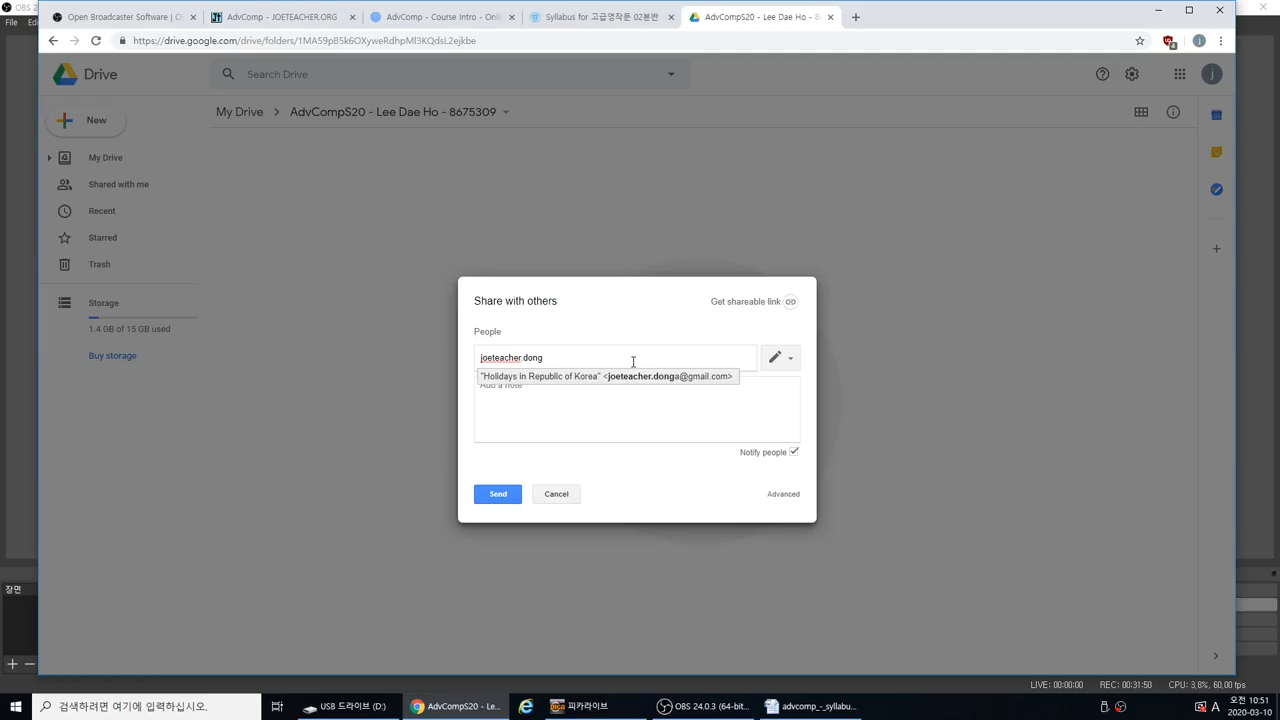 OBS 2
File
Open Broadcaster Software | O
AdvComp - JOETEACHER.ORG
AdvComp - Course Intro - Onli
Syllabus for 고급영작문 02분반
AdvCompS20 - Lee Dae Ho - 8
https://drive.google.com/drive/folders/1MA59pB5k6OXyweRdhpMl3KQdsL2ejkbe
Drive
Search Drive
j
New
My Drive
AdvCompS20 - Lee Dae Ho - 8675309
My Drive
Shared with me
Recent
Starred
Trash
Storage
1.4 GB of 15 GB used
Buy storage
Share with others
Get shareable link
People
joeteacher.dong
"Holidays in Republic of Korea" <joeteacher.donga@gmail.com>
Add a note
Notify people
Send
Cancel
Advanced
장면
LIVE: 00:00:00
REC: 00:31:50
CPU: 3.8%, 60.00 fps
검색하려면 여기에 입력하십시오.
USB 드라이브 (D:)
AdvCompS20 - Le...
피카라이브
OBS 24.0.3 (64-bit...
advcomp_-_syllabu...
A
오전 10:51
2020-03-10